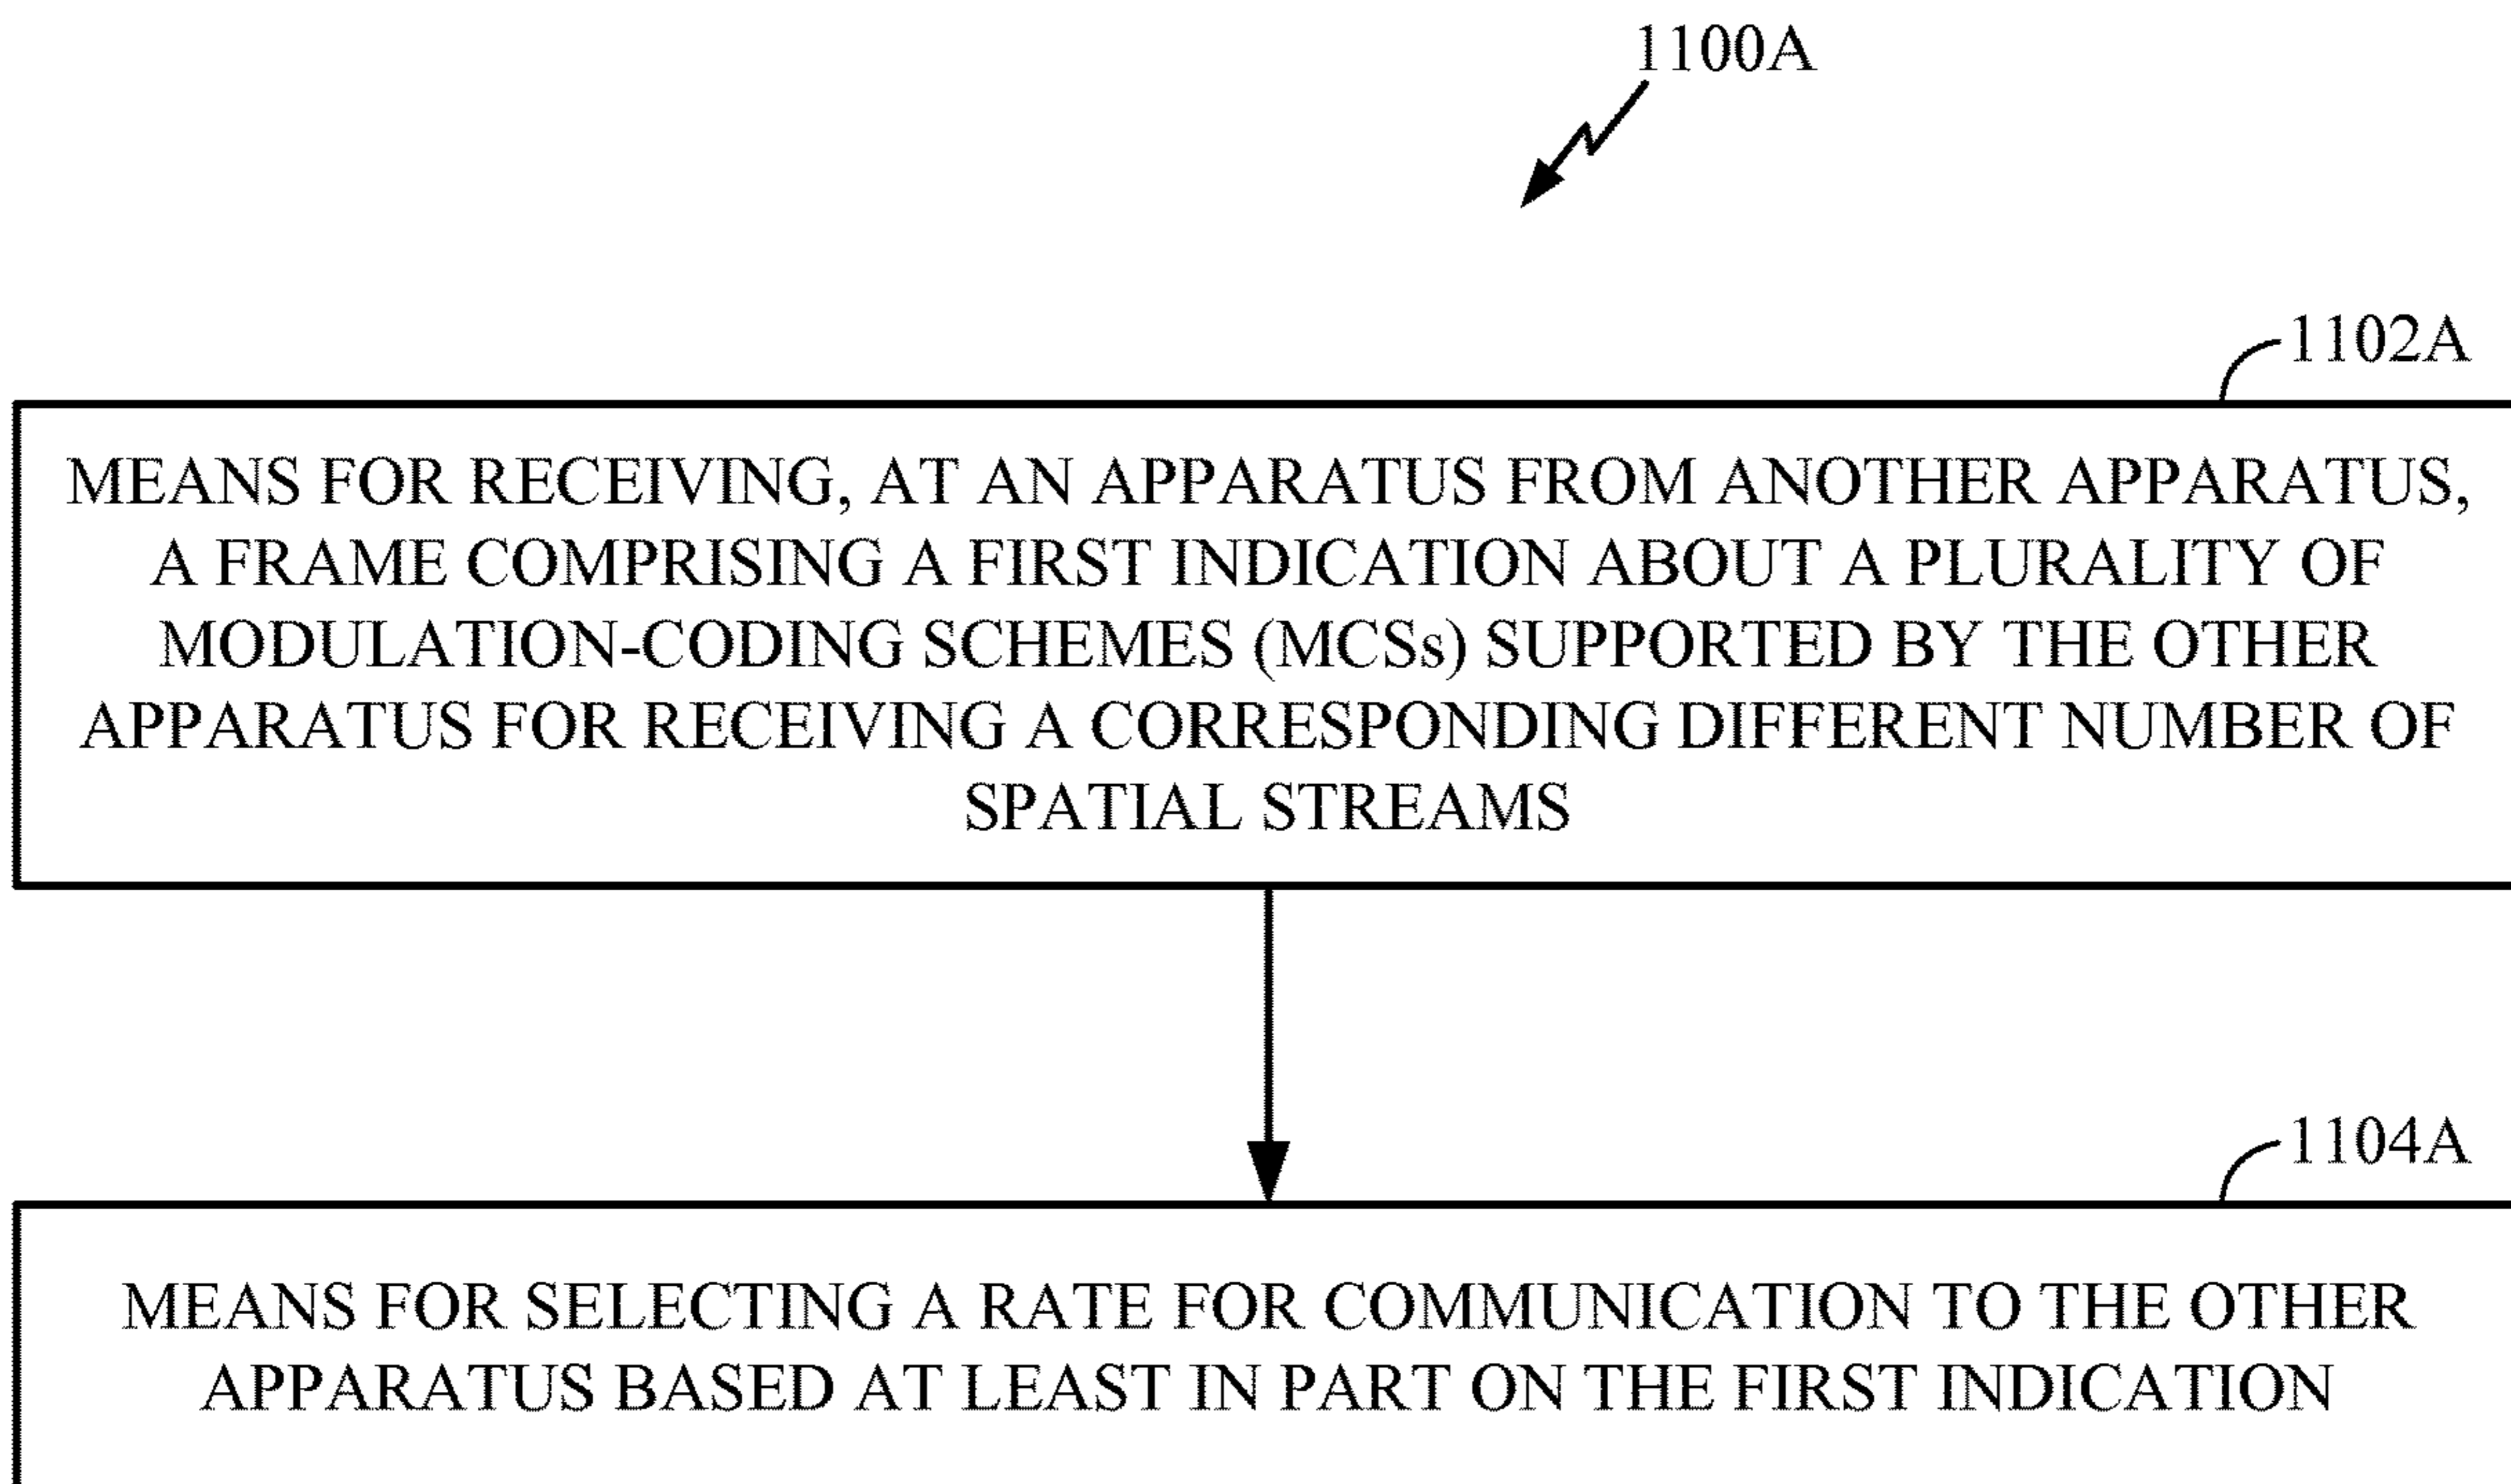 1100A
1102A
MEANS FOR RECEIVING, AT AN APPARATUS FROM ANOTHER APPARATUS,
A FRAME COMPRISING A FIRST INDICATION ABOUT A PLURALITY OF
MODULATION-CODING SCHEMES (MCSs) SUPPORTED BY THE OTHER
APPARATUS FOR RECEIVING A CORRESPONDING DIFFERENT NUMBER OF
SPATIAL STREAMS
1104A
MEANS FOR SELECTING A RATE FOR COMMUNICATION TO THE OTHER
APPARATUS BASED AT LEAST IN PART ON THE FIRST INDICATION